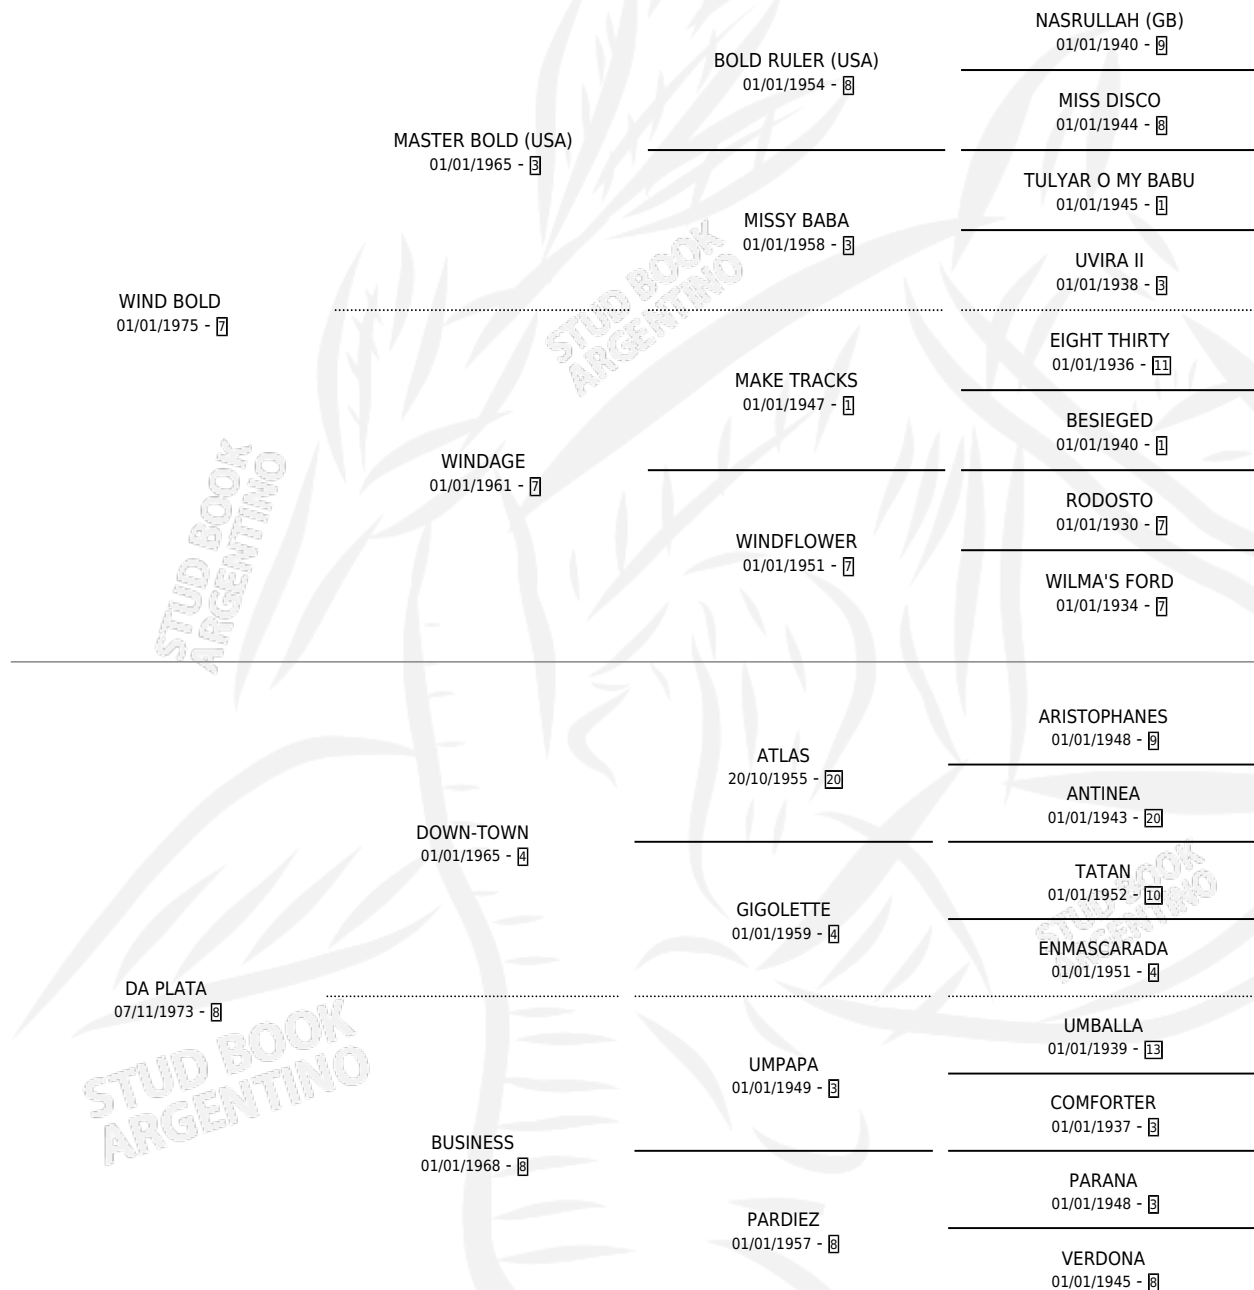 NASRULLAH (GB)
01/01/1940 - 9
BOLD RULER (USA)
01/01/1954 - 8
MISS DISCO
01/01/1944 - 8
MASTER BOLD (USA)
01/01/1965 - 3
TULYAR O MY BABU
01/01/1945 - 1
MISSY BABA
01/01/1958 - 3
UVIRA II
01/01/1938 - 3
WIND BOLD
01/01/1975 - 7
EIGHT THIRTY
01/01/1936 - 11
MAKE TRACKS
01/01/1947 - 1
BESIEGED
01/01/1940 - 1
WINDAGE
01/01/1961 - 7
RODOSTO
01/01/1930 - 7
WINDFLOWER
01/01/1951 - 7
WILMA'S FORD
01/01/1934 - 7
ARISTOPHANES
01/01/1948 - 9
ATLAS
20/10/1955 - 20
ANTINEA
01/01/1943 - 20
DOWN-TOWN
01/01/1965 - 4
TATAN
01/01/1952 - 10
GIGOLETTE
01/01/1959 - 4
ENMASCARADA
01/01/1951 - 4
DA PLATA
07/11/1973 - 8
UMBALLA
01/01/1939 - 13
UMPAPA
01/01/1949 - 3
COMFORTER
01/01/1937 - 3
BUSINESS
01/01/1968 - 8
PARANA
01/01/1948 - 3
PARDIEZ
01/01/1957 - 8
VERDONA
01/01/1945 - 8
STUD BOOK
ARGENTINO
STUD BOOK
ARGENTINO
STUD BOOK
ARGENTINO
STUD BOOK
ARGENTINO